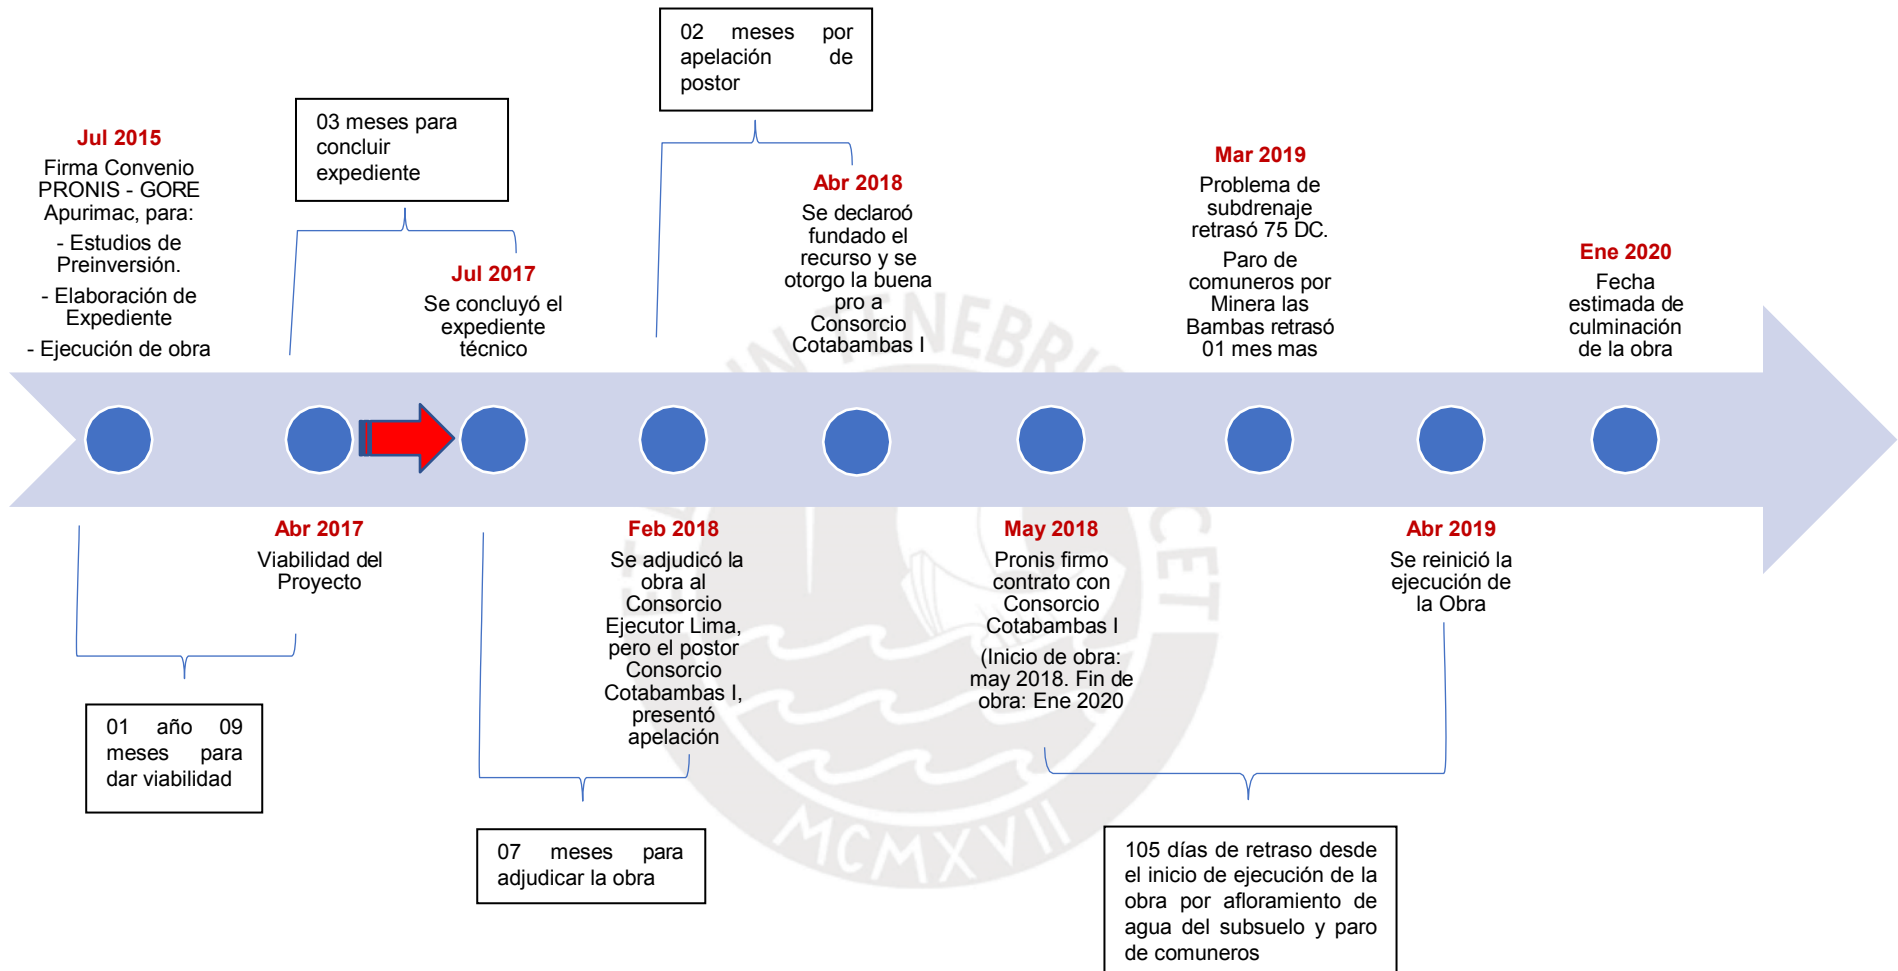 02 meses por
apelación de
postor
03 meses para
concluir
expediente
Jul 2015
Firma Convenio
PRONIS - GORE
Apurimac, para:
- Estudios de
Preinversión.
- Elaboración de
Expediente
- Ejecución de obra
Jul 2017
Se concluyó el
expediente
técnico
Abr 2018
Se declaroó
fundado el
recurso y se
otorgo la buena
pro a
Consorcio
Cotabambas I
Mar 2019
Problema de
subdrenaje
retrasó 75 DC.
Paro de
comuneros por
Minera las
Bambas retrasó
01 mes mas
Ene 2020
Fecha
estimada de
culminación
de la obra
Abr 2017
Viabilidad del
Proyecto
Feb 2018
Se adjudicó la
obra al
Consorcio
Ejecutor Lima,
pero el postor
Consorcio
Cotabambas I,
presentó
apelación
May 2018
Pronis firmo
contrato con
Consorcio
Cotabambas I
(Inicio de obra:
may 2018. Fin de
obra: Ene 2020
Abr 2019
Se reinició la
ejecución de
la Obra
01 año 09
meses para
dar viabilidad
07 meses para
adjudicar la obra
105 días de retraso desde
el inicio de ejecución de la
obra por afloramiento de
agua del subsuelo y paro
de comuneros
IN TENEBRIS
CET
MCMXVII